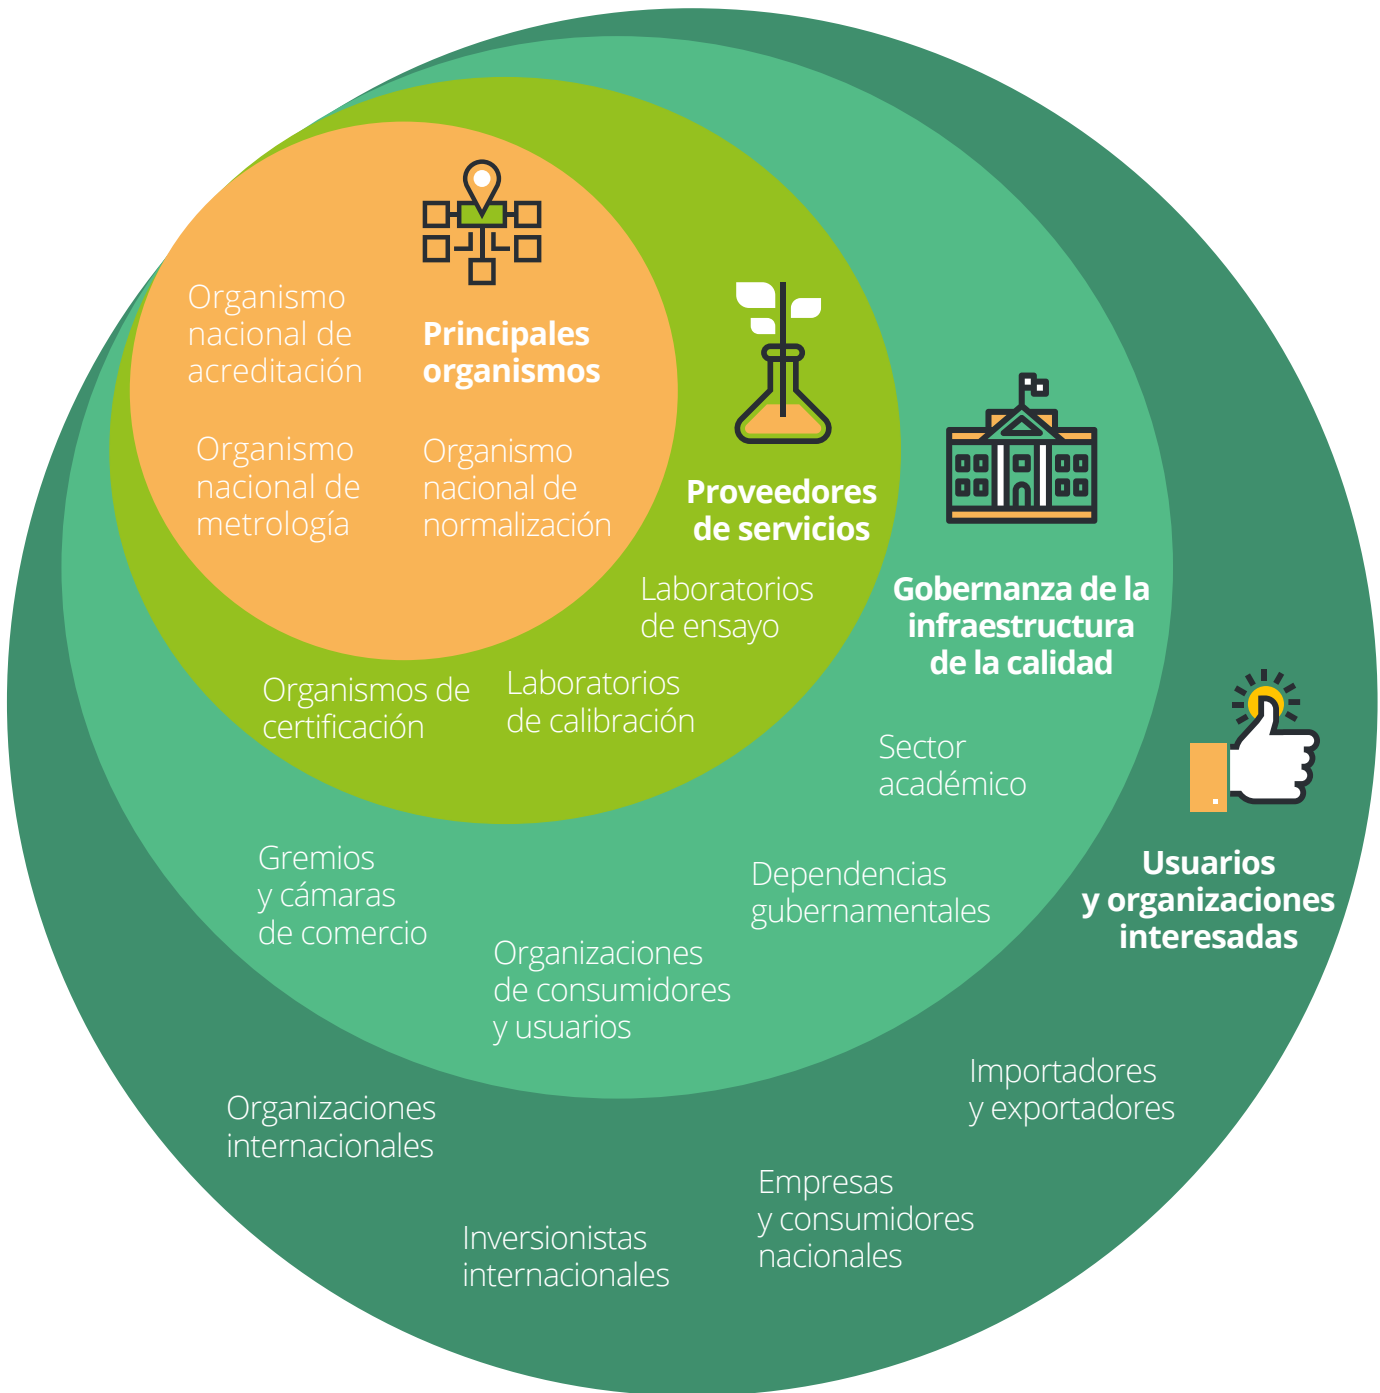 Principales
organismos
Organismo
nacional de
acreditación
Organismo
nacional de
metrología
Organismo
nacional de
normalización
Proveedores
de servicios
Laboratorios
de ensayo
Laboratorios
de calibración
Organismos de
certificación
Gobernanza de la
infraestructura
de la calidad
Sector
académico
Dependencias
gubernamentales
Organizaciones
de consumidores
y usuarios
Gremios
y cámaras
de comercio
Usuarios
y organizaciones
interesadas
Importadores
y exportadores
Empresas
y consumidores
nacionales
Inversionistas
internacionales
Organizaciones
internacionales